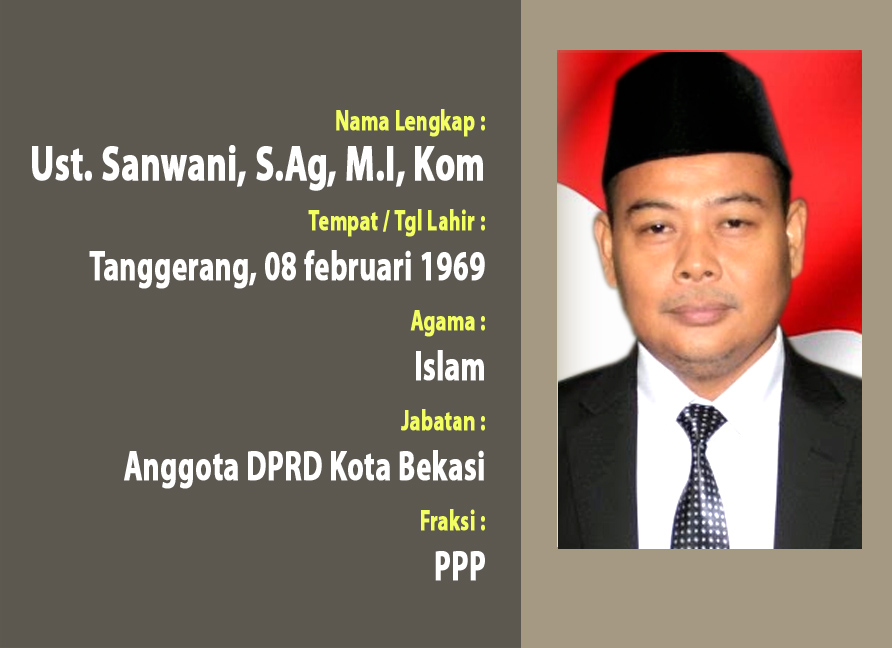 Nama Lengkap :
Ust. Sanwani, S.Ag, M.I, Kom
Tempat / Tgl Lahir :
Tanggerang, 08 februari 1969
Agama :
Islam
Jabatan :
Anggota DPRD Kota Bekasi
Fraksi :
PPP